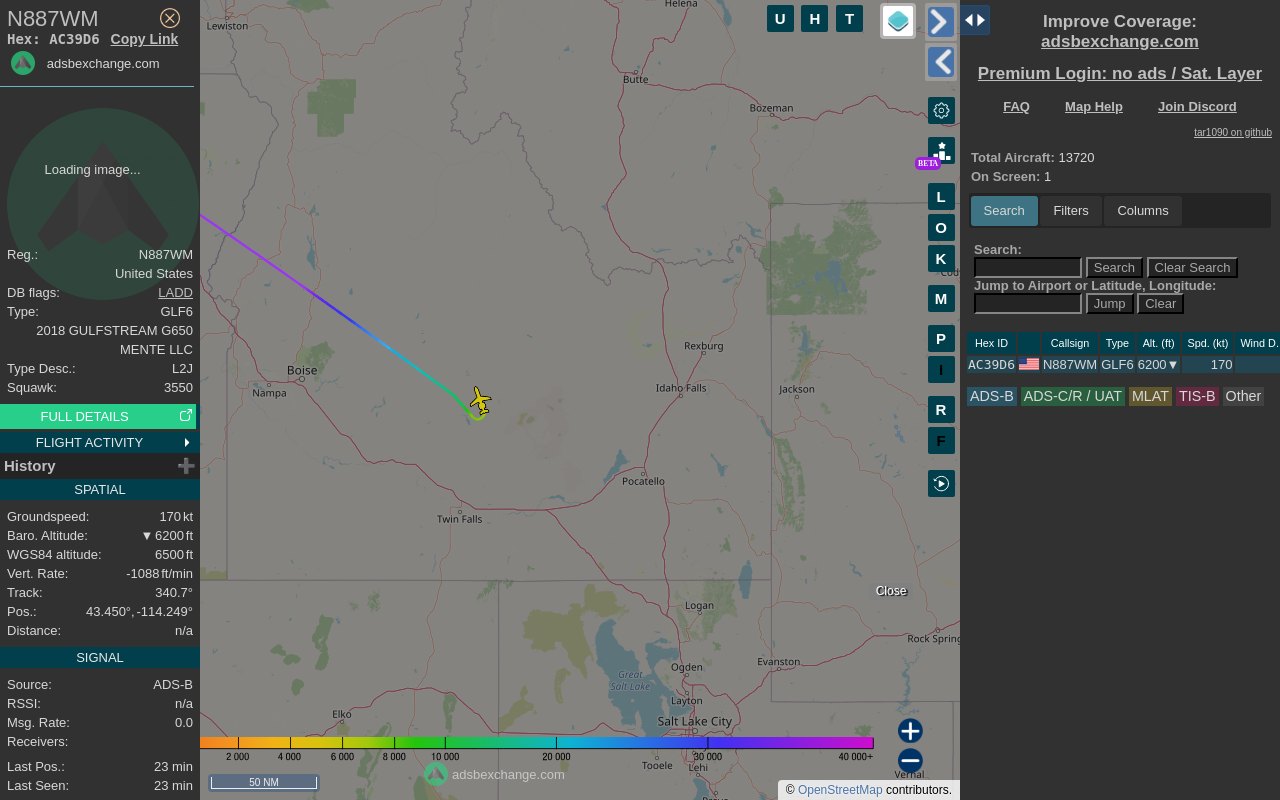 N887WM
Hex: AC39D6 Copy Link
adsbexchange.com
Loading image...
Reg.: N887WM
United States
DB flags: LADD
Type: GLF6
2018 GULFSTREAM G650
MENTE LLC
Type Desc.: L2J
Squawk: 3550
FULL DETAILS
FLIGHT ACTIVITY
History
SPATIAL
Groundspeed: 170 kt
Baro. Altitude: ▼ 6200 ft
WGS84 altitude: 6500 ft
Vert. Rate: -1088 ft/min
Track: 340.7°
Pos.: 43.450°, -114.249°
Distance: n/a
SIGNAL
Source: ADS-B
RSSI: n/a
Msg. Rate: 0.0
Receivers:
Last Pos.: 23 min
Last Seen: 23 min
Lewiston
Helena
Butte
Bozeman
Rexburg
Boise
Nampa
Idaho Falls
Jackson
Pocatello
Twin Falls
Logan
Rock Spring
Evanston
Ogden
Great
Salt Lake
Layton
Elko
Salt Lake City
Tooele
Lehi
Provo
Vernal
Cody
U H T
BETA
L
O
K
M
P
I
R
F
Close
2 000 4 000 6 000 8 000 10 000 20 000 30 000 40 000+
50 NM
adsbexchange.com
© OpenStreetMap contributors.
Improve Coverage:
adsbexchange.com
Premium Login: no ads / Sat. Layer
FAQ Map Help Join Discord
tar1090 on github
Total Aircraft: 13720
On Screen: 1
Search Filters Columns
Search:
Search Clear Search
Jump to Airport or Latitude, Longitude:
Jump Clear
Hex ID Callsign Type Alt. (ft) Spd. (kt) Wind D.
AC39D6 N887WM GLF6 6200▼ 170
ADS-B ADS-C/R / UAT MLAT TIS-B Other